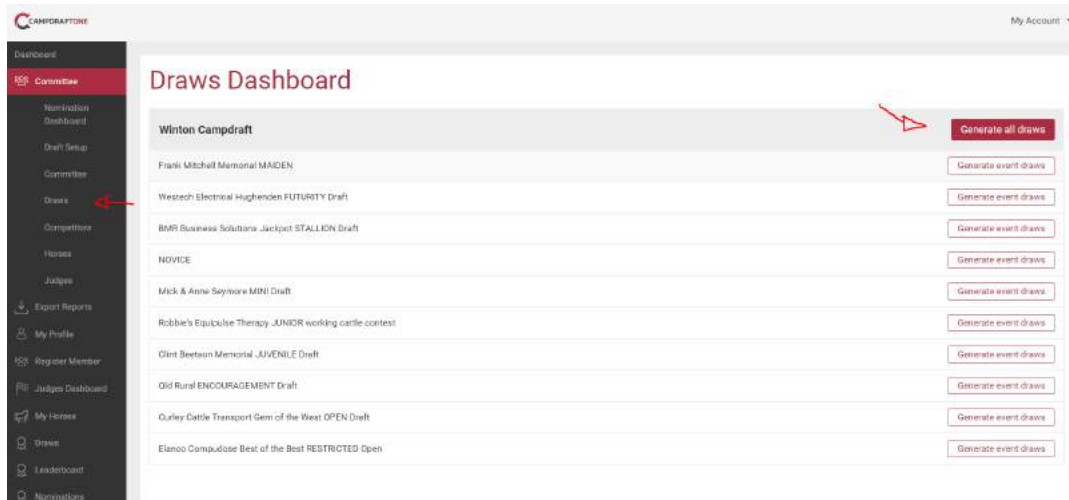 CAMPDRAFTONE
My Account
Dashboard
Committee
Nomination
Dashboard
Draft Setup
Committee
Draws
Competitors
Horses
Judges
Export Reports
My Profile
Register Member
Judges Dashboard
My Horses
Draws
Leaderboard
Nominations
Draws Dashboard
Winton Campdraft
Generate all draws
Frank Mitchell Memorial MAIDEN
Generate event draws
Westech Electrical Hughenden FUTURITY Draft
Generate event draws
BMR Business Solutions Jackpot STALLION Draft
Generate event draws
NOVICE
Generate event draws
Mick & Anne Seymore MINI Draft
Generate event draws
Robbie's Equipulse Therapy JUNIOR working cattle contest
Generate event draws
Clint Beetson Memorial JUVENILE Draft
Generate event draws
Qld Rural ENCOURAGEMENT Draft
Generate event draws
Curley Cattle Transport Gem of the West OPEN Draft
Generate event draws
Elanco Compudose Best of the Best RESTRICTED Open
Generate event draws